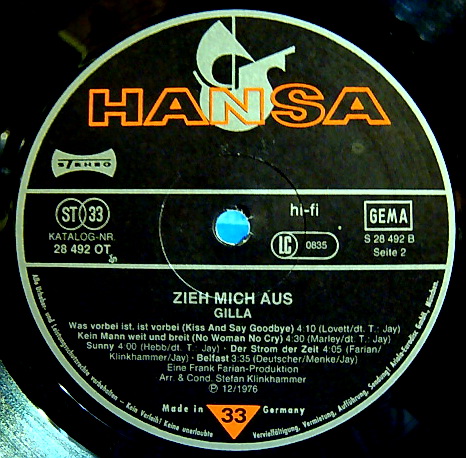 HANSA
STEREO
ST 33
KATALOG-NR.
28 492 OT
hi-fi
LC 0835
GEMA
S 28 492 B
Seite 2
ZIEH MICH AUS
GILLA
Was vorbei ist, ist vorbei (Kiss And Say Goodbye) 4:10 (Lovett/dt. T.: Jay)
Kein Mann weit und breit (No Woman No Cry) 4:30 (Marley/dt. T.: Jay)
Sunny 4:00 (Hebb/dt. T.: Jay) · Der Strom der Zeit 4:05 (Farian/
Klinkhammer/Jay) · Belfast 3:35 (Deutscher/Menke/Jay)
Eine Frank Farian-Produktion
Arr. & Cond. Stefan Klinkhammer
Ⓟ 12/1976
Made in 33 Germany
Alle Urheber- und Leistungsschutzrechte vorbehalten – Kein Verleih! Keine unerlaubte Vervielfältigung, Vermietung, Aufführung, Sendung! Ariola-Eurodisc GmbH, München.